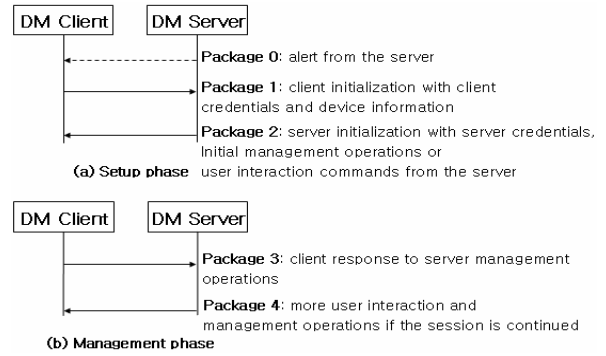 DM Client DM Server
Package 0: alert from the server
Package 1: client initialization with client
credentials and device information
Package 2: server initialization with server credentials,
Initial management operations or
(a) Setup phase user interaction commands from the server
DM Client DM Server
Package 3: client response to server management
operations
Package 4: more user interaction and
management operations if the session is continued
(b) Management phase